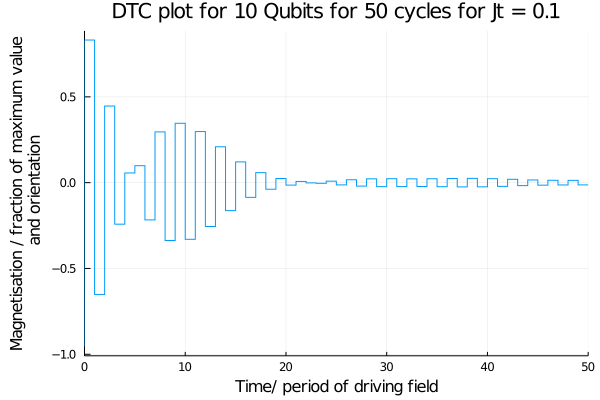 DTC plot for 10 Qubits for 50 cycles for Jt = 0.1
Magnetisation / fraction of maximum value
and orientation
0.5
0.0
−0.5
−1.0
0
10
20
30
40
50
Time/ period of driving field